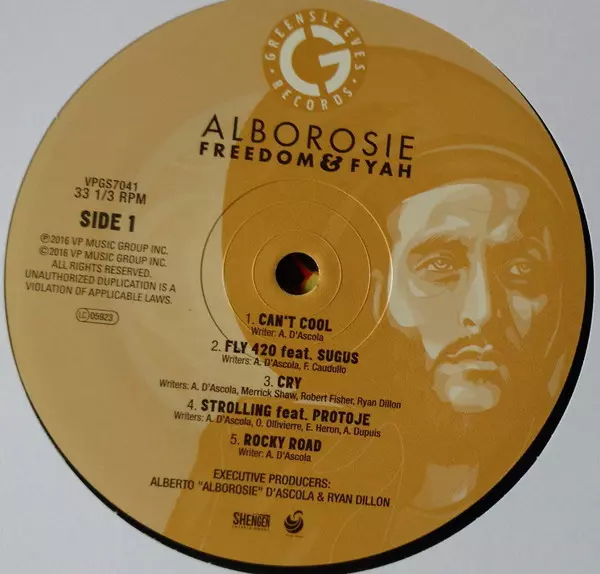 GREENSLEEVES
RECORDS
G
ALBOROSIE
FREEDOM & FYAH
VPGS7041
33 1/3 RPM
SIDE 1
℗2016 VP MUSIC GROUP INC.
©2016 VP MUSIC GROUP INC.
ALL RIGHTS RESERVED.
UNAUTHORIZED DUPLICATION IS A
VIOLATION OF APPLICABLE LAWS.
LC 09923
1. CAN'T COOL
Writer: A. D'Ascola
2. FLY 420 feat. SUGUS
Writers: A. D'Ascola, F. Caudullo
3. CRY
Writers: A. D'Ascola, Merrick Shaw, Robert Fisher, Ryan Dillon
4. STROLLING feat. PROTOJE
Writers: A. D'Ascola, O. Ollivierre, E. Heron, A. Dupuis
5. ROCKY ROAD
Writer: A. D'Ascola
EXECUTIVE PRODUCERS:
ALBERTO "ALBOROSIE" D'ASCOLA & RYAN DILLON
SHENGEN
ENTERTAINMENT